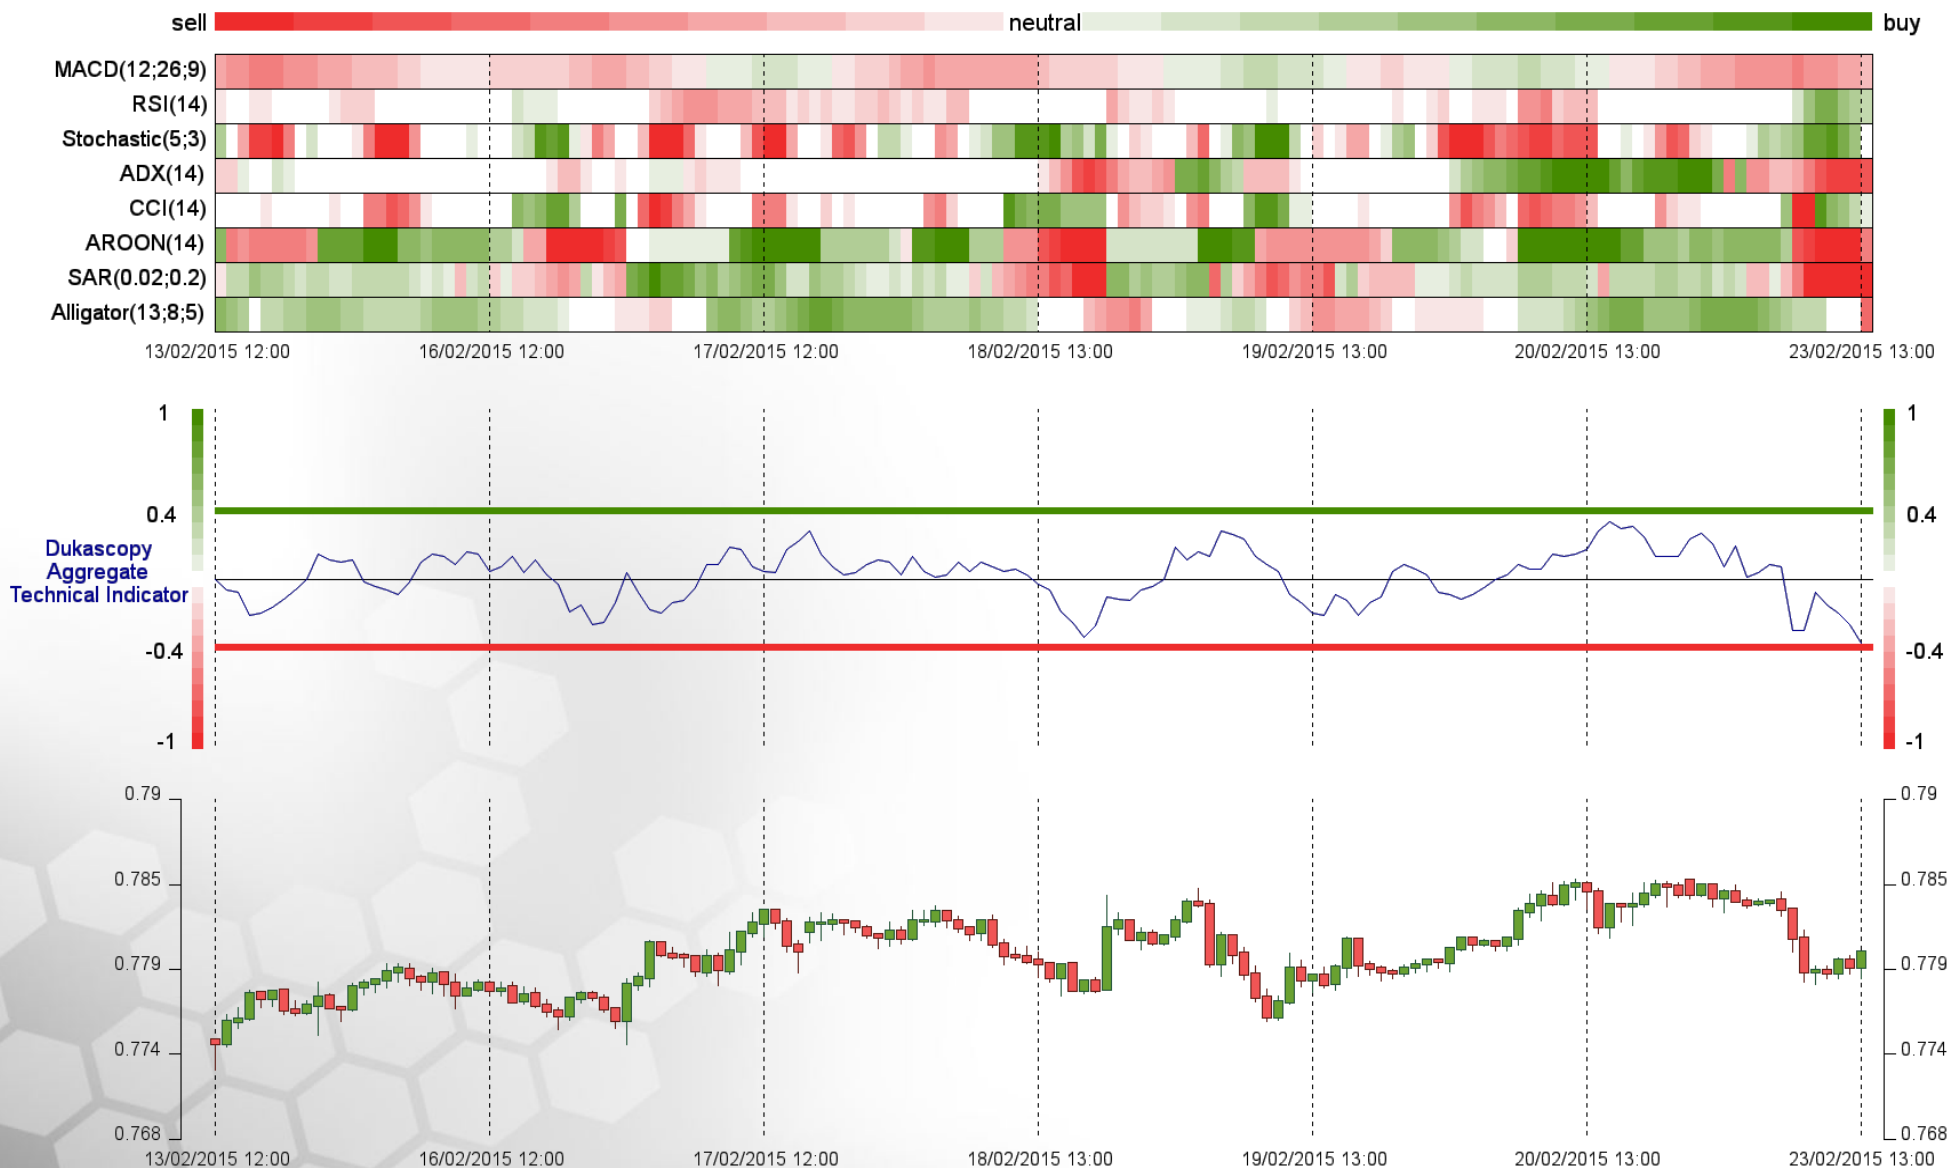 sell neutral buy
MACD(12;26;9)
RSI(14)
Stochastic(5;3)
ADX(14)
CCI(14)
AROON(14)
SAR(0.02;0.2)
Alligator(13;8;5)
13/02/2015 12:00 16/02/2015 12:00 17/02/2015 12:00 18/02/2015 13:00 19/02/2015 13:00 20/02/2015 13:00 23/02/2015 13:00
1 1
0.4 0.4
Dukascopy
Aggregate
Technical Indicator
-0.4 -0.4
-1 -1
0.79 0.79
0.785 0.785
0.779 0.779
0.774 0.774
0.768 0.768
13/02/2015 12:00 16/02/2015 12:00 17/02/2015 12:00 18/02/2015 13:00 19/02/2015 13:00 20/02/2015 13:00 23/02/2015 13:00